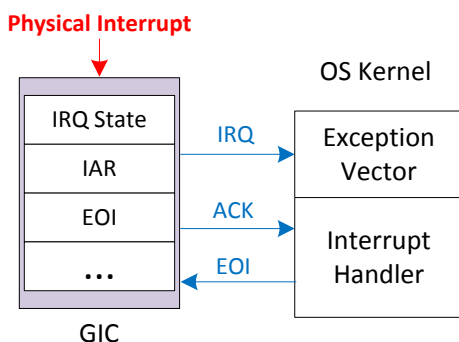 Physical Interrupt
OS Kernel
IRQ State
IAR
EOI
...
GIC
IRQ
ACK
EOI
Exception
Vector
Interrupt
Handler